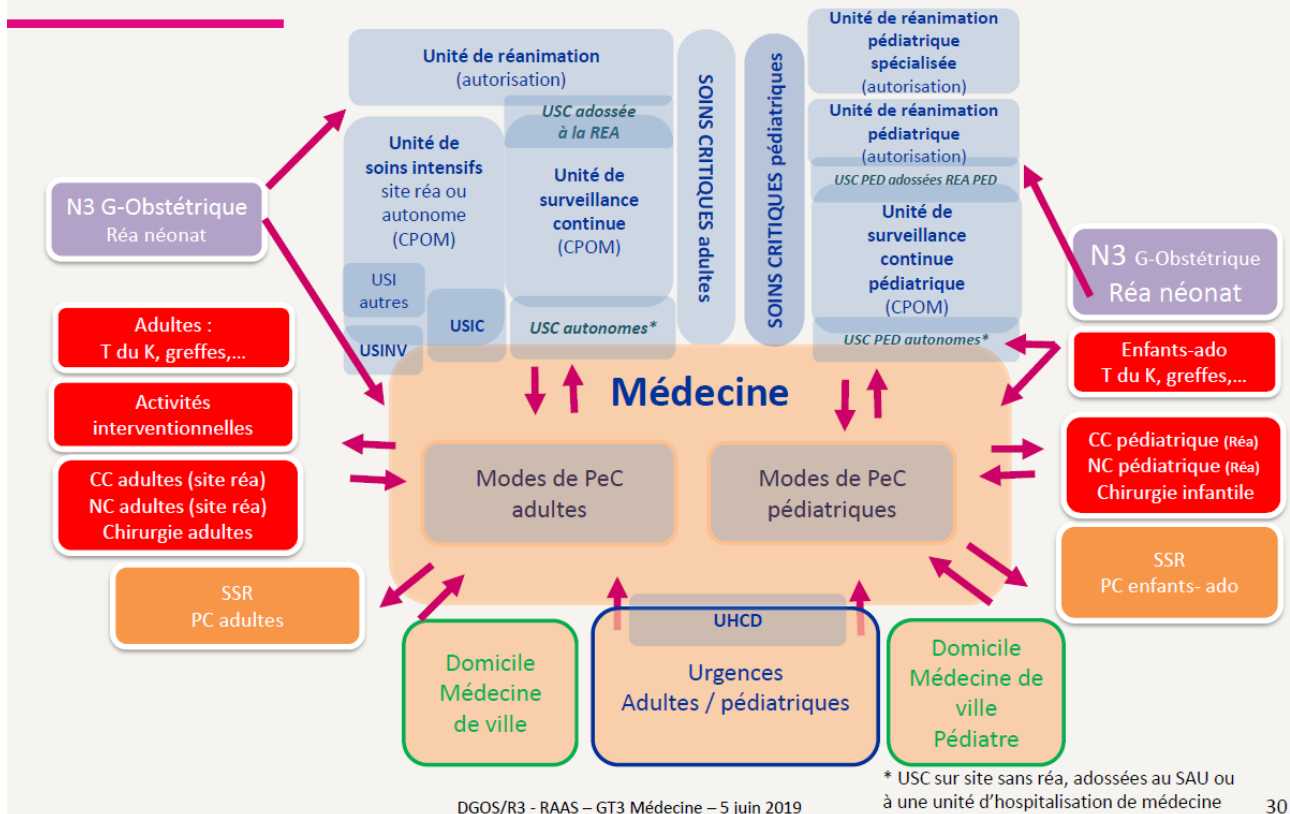 Unité de réanimation
(autorisation)
USC adossée
à la REA
Unité de
soins intensifs
site réa ou
autonome
(CPOM)
Unité de
surveillance
continue
(CPOM)
USI
autres
USIC
USINV
USC autonomes*
SOINS CRITIQUES adultes
SOINS CRITIQUES pédiatriques
Unité de réanimation
pédiatrique
spécialisée
(autorisation)
Unité de réanimation
pédiatrique
(autorisation)
USC PED adossées REA PED
Unité de
surveillance
continue
pédiatrique
(CPOM)
USC PED autonomes*
N3 G-Obstétrique
Réa néonat
Adultes :
T du K, greffes,...
Activités
interventionnelles
CC adultes (site réa)
NC adultes (site réa)
Chirurgie adultes
SSR
PC adultes
N3 G-Obstétrique
Réa néonat
Enfants-ado
T du K, greffes,...
CC pédiatrique (Réa)
NC pédiatrique (Réa)
Chirurgie infantile
SSR
PC enfants- ado
Médecine
Modes de PeC
adultes
Modes de PeC
pédiatriques
Domicile
Médecine
de ville
UHCD
Urgences
Adultes / pédiatriques
Domicile
Médecine de
ville
Pédiatre
* USC sur site sans réa, adossées au SAU ou
à une unité d'hospitalisation de médecine
DGOS/R3 - RAAS – GT3 Médecine – 5 juin 2019
30